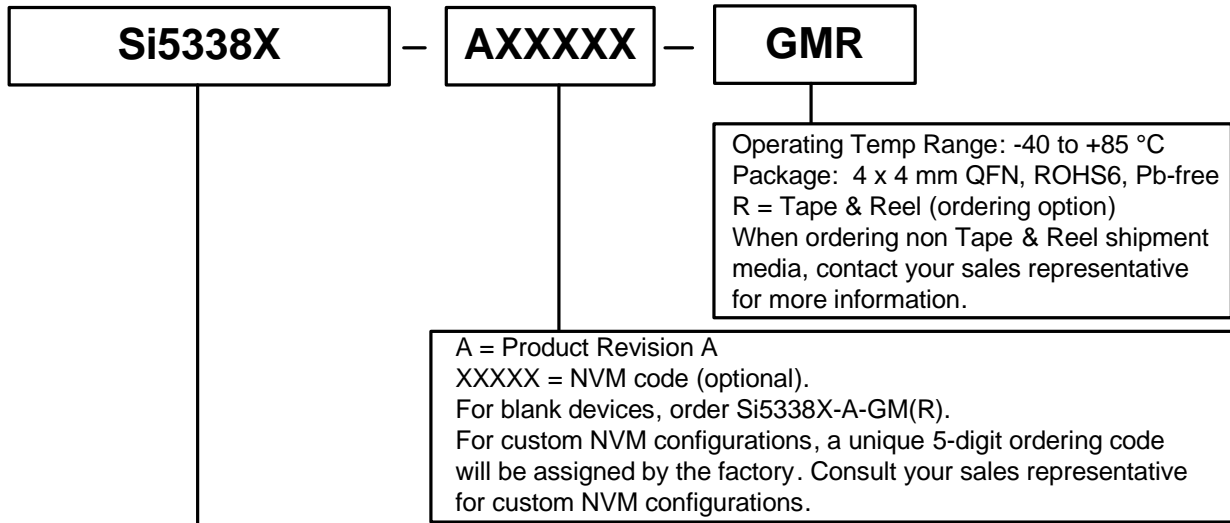 Si5338X – AXXXXX – GMR
Operating Temp Range: -40 to +85 °C
Package:  4 x 4 mm QFN, ROHS6, Pb-free
R = Tape & Reel (ordering option)
When ordering non Tape & Reel shipment
media, contact your sales representative
for more information.
A = Product Revision A
XXXXX = NVM code (optional).
For blank devices, order Si5338X-A-GM(R).
For custom NVM configurations, a unique 5-digit ordering code
will be assigned by the factory. Consult your sales representative
for custom NVM configurations.